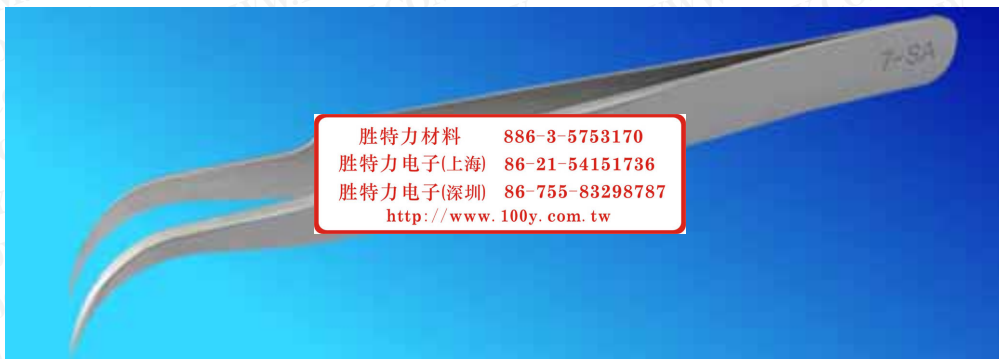 7-SA
胜特力材料 886-3-5753170
胜特力电子(上海) 86-21-54151736
胜特力电子(深圳) 86-755-83298787
http://www.100y.com.tw